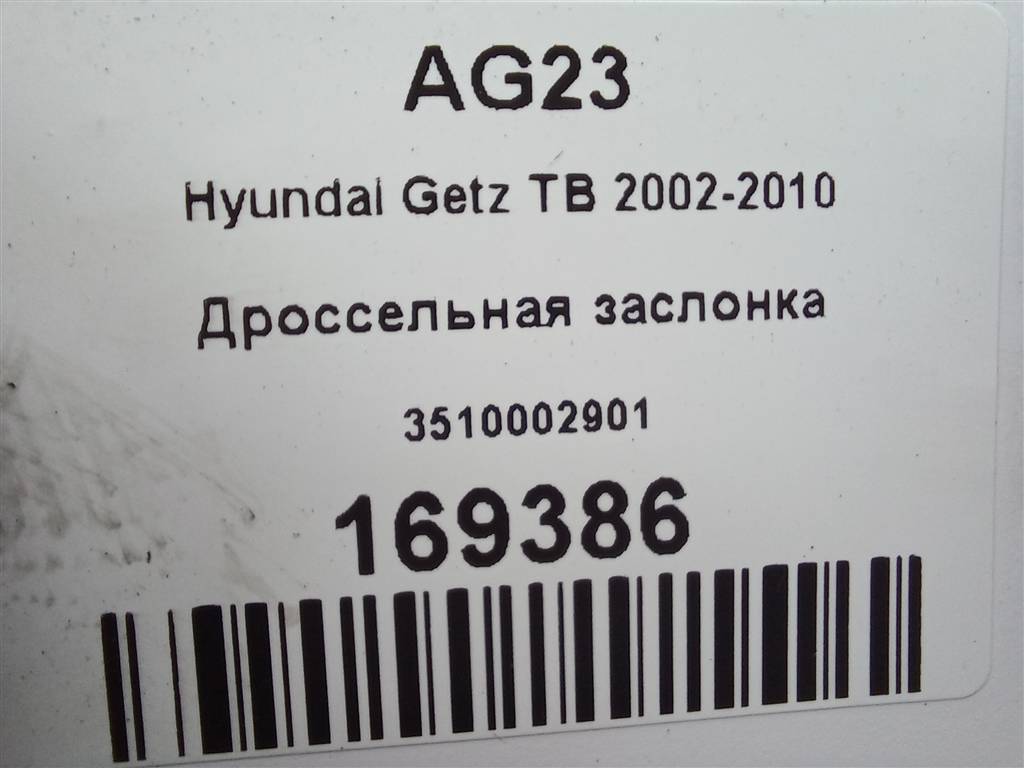 AG23
Hyundai Getz TB 2002-2010
Дроссельная заслонка
3510002901
169386